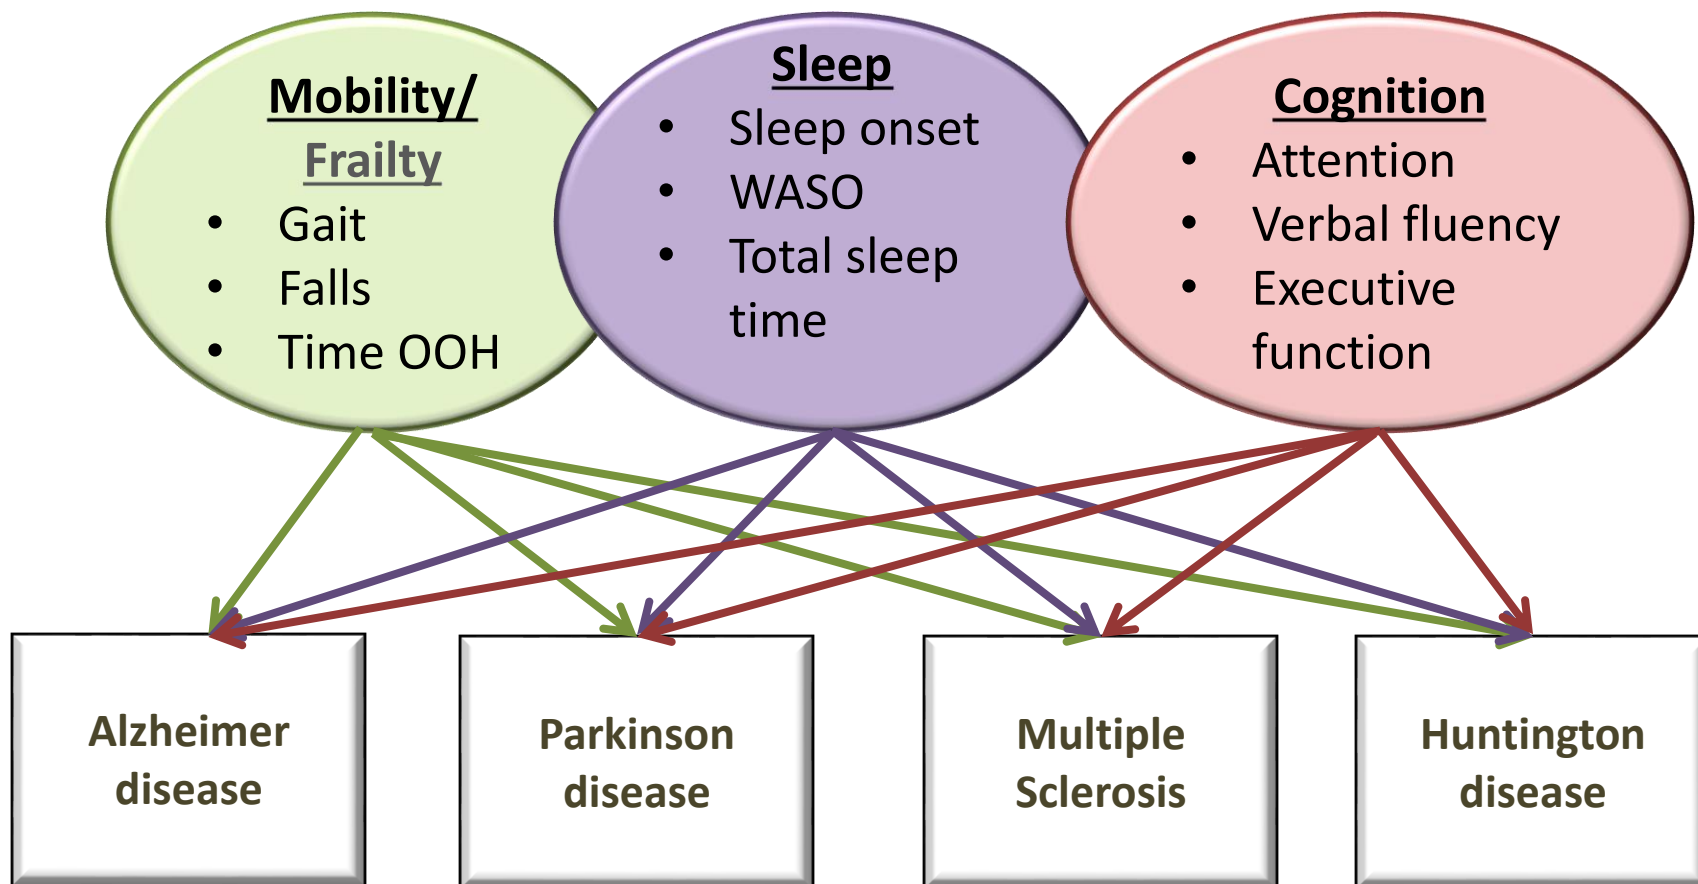 Mobility/
Frailty
• Gait
• Falls
• Time OOH
Sleep
• Sleep onset
• WASO
• Total sleep
time
Cognition
• Attention
• Verbal fluency
• Executive
function
Alzheimer
disease
Parkinson
disease
Multiple
Sclerosis
Huntington
disease